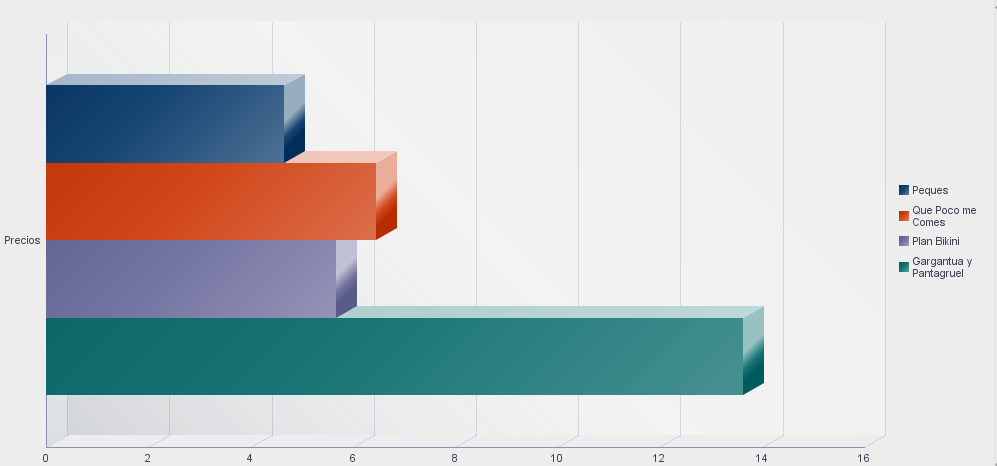 Peques
Que Poco me
Comes
Precios
Plan Bikini
Gargantua y
Pantagruel
0 2 4 6 8 10 12 14 16